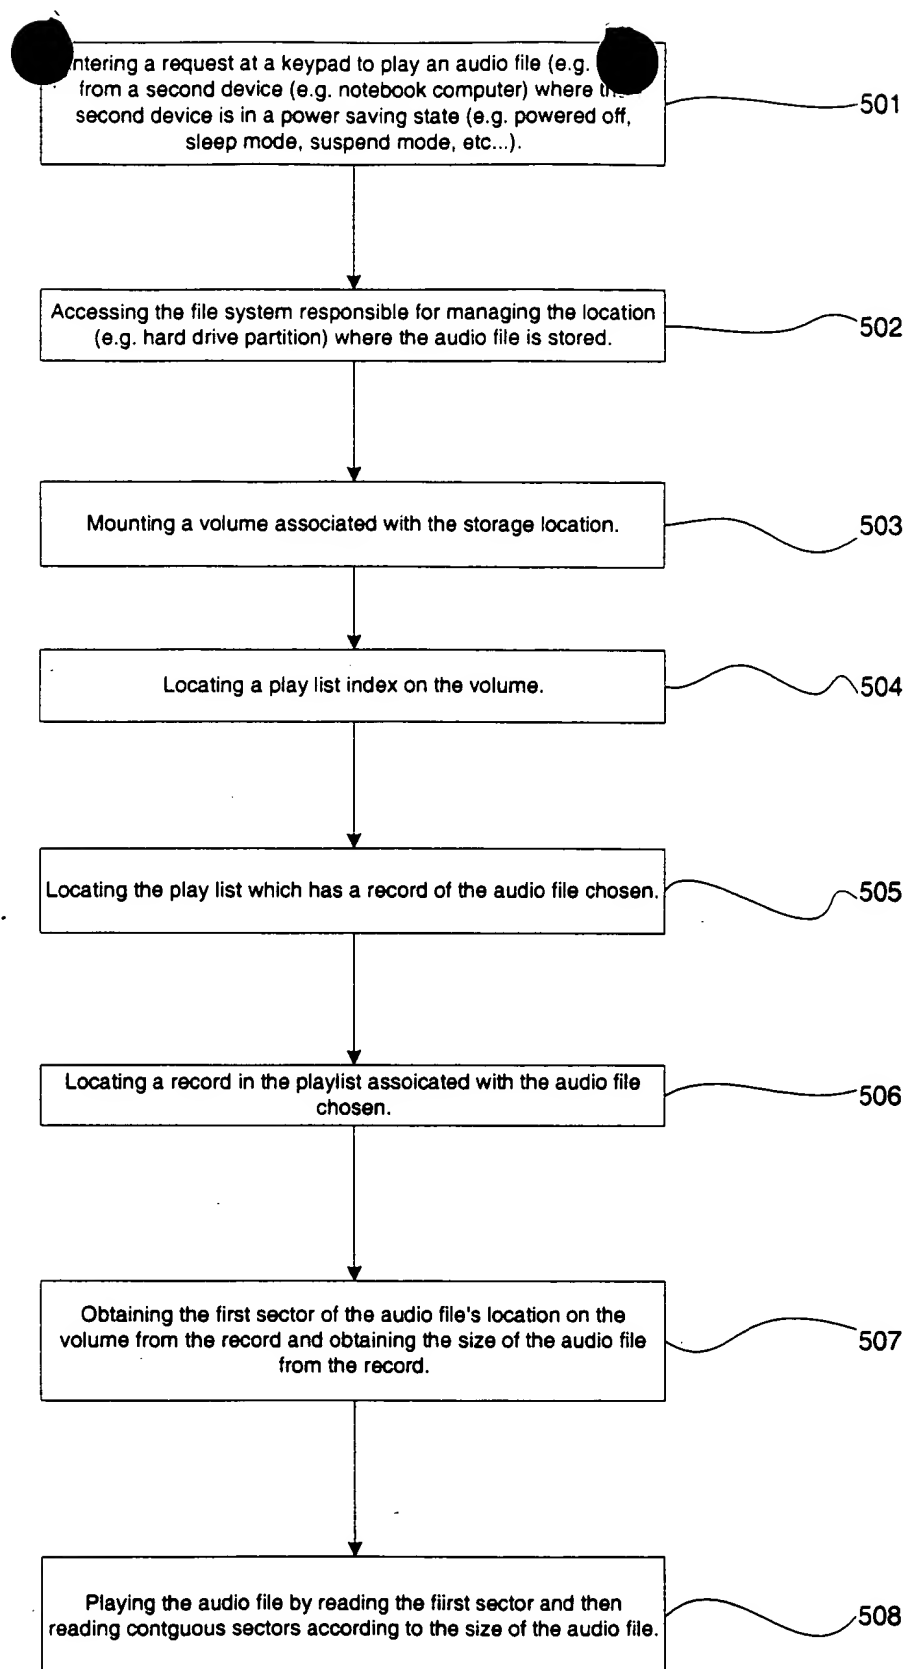 ntering a request at a keypad to play an audio file (e.g.
from a second device (e.g. notebook computer) where
501
second device is in a power saving state (e.g. powered off,
sleep mode, suspend mode, etc...).
Accessing the file system responsible for managing the location
(e.g. hard drive partition) where the audio file is stored.
502
Mounting a volume associated with the storage location.
503
Locating a play list index on the volume.
504
Locating the play list which has a record of the audio file chosen.
505
Locating a record in the playlist assoicated with the audio file
chosen.
506
Obtaining the first sector of the audio file's location on the
volume from the record and obtaining the size of the audio file
from the record.
507
Playing the audio file by reading the fiirst sector and then
reading contguous sectors according to the size of the audio file.
508